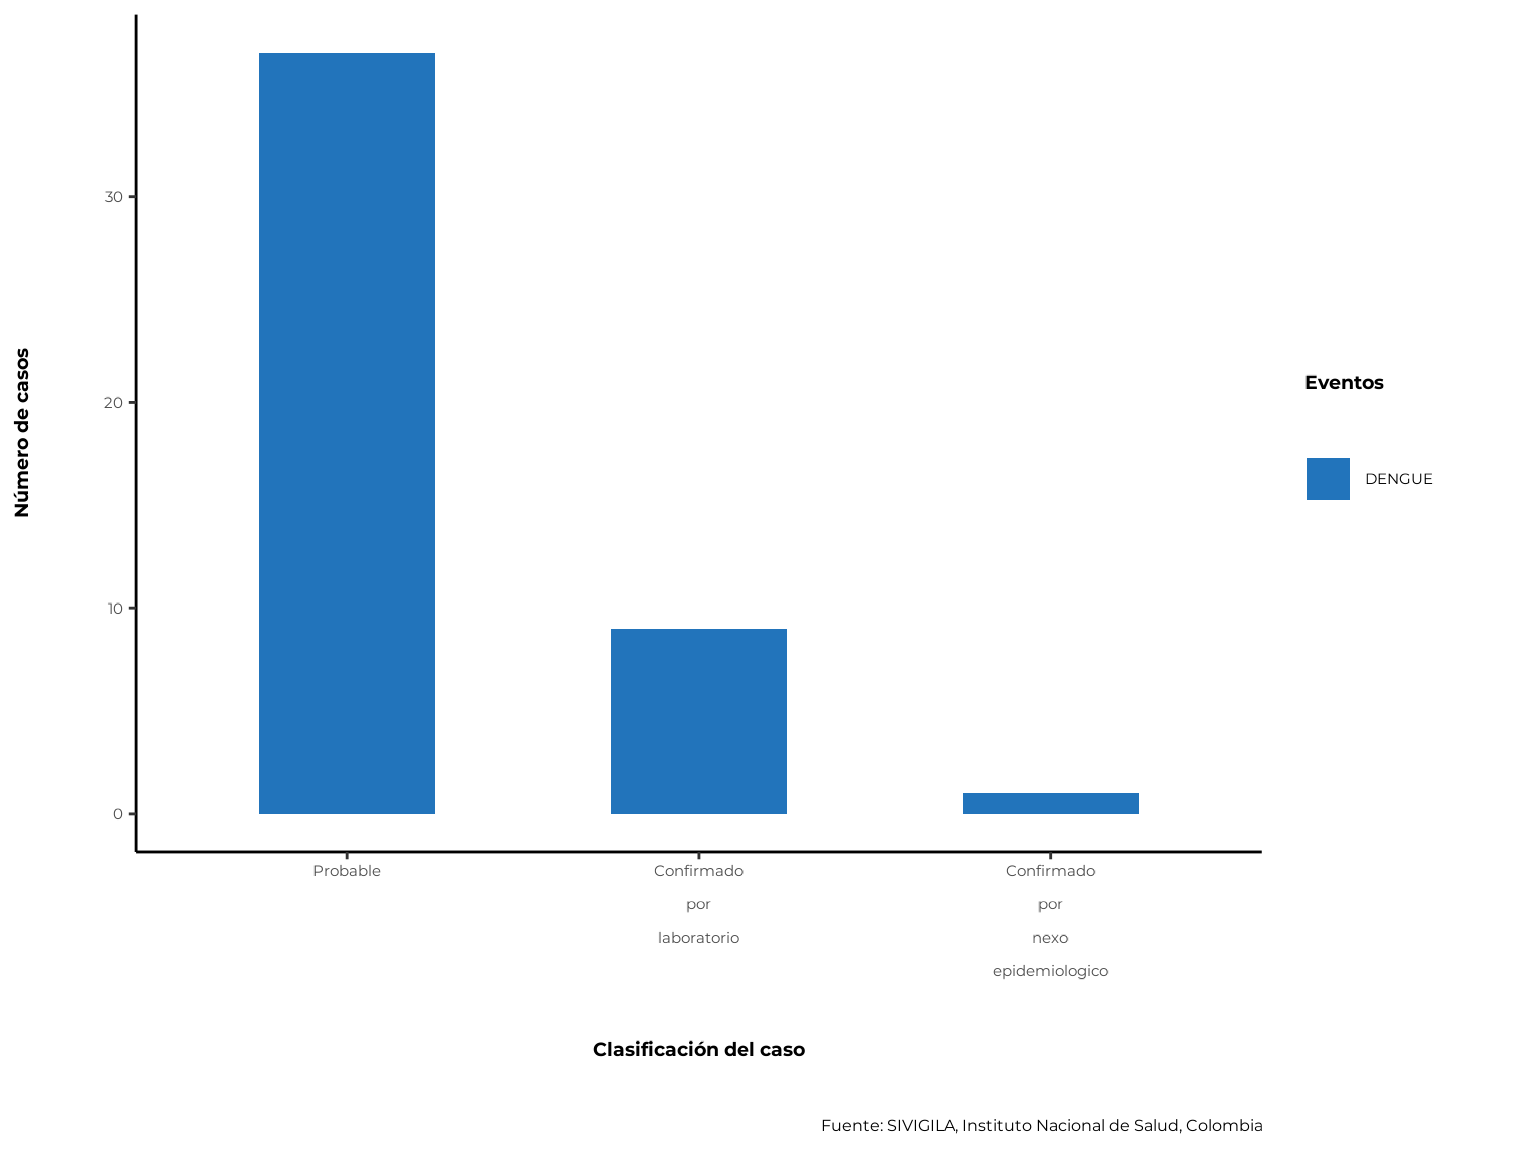 Número de casos
30
20
10
0
Probable
Confirmado
por
laboratorio
Confirmado
por
nexo
epidemiologico
Clasificación del caso
Eventos
DENGUE
Fuente: SIVIGILA, Instituto Nacional de Salud, Colombia